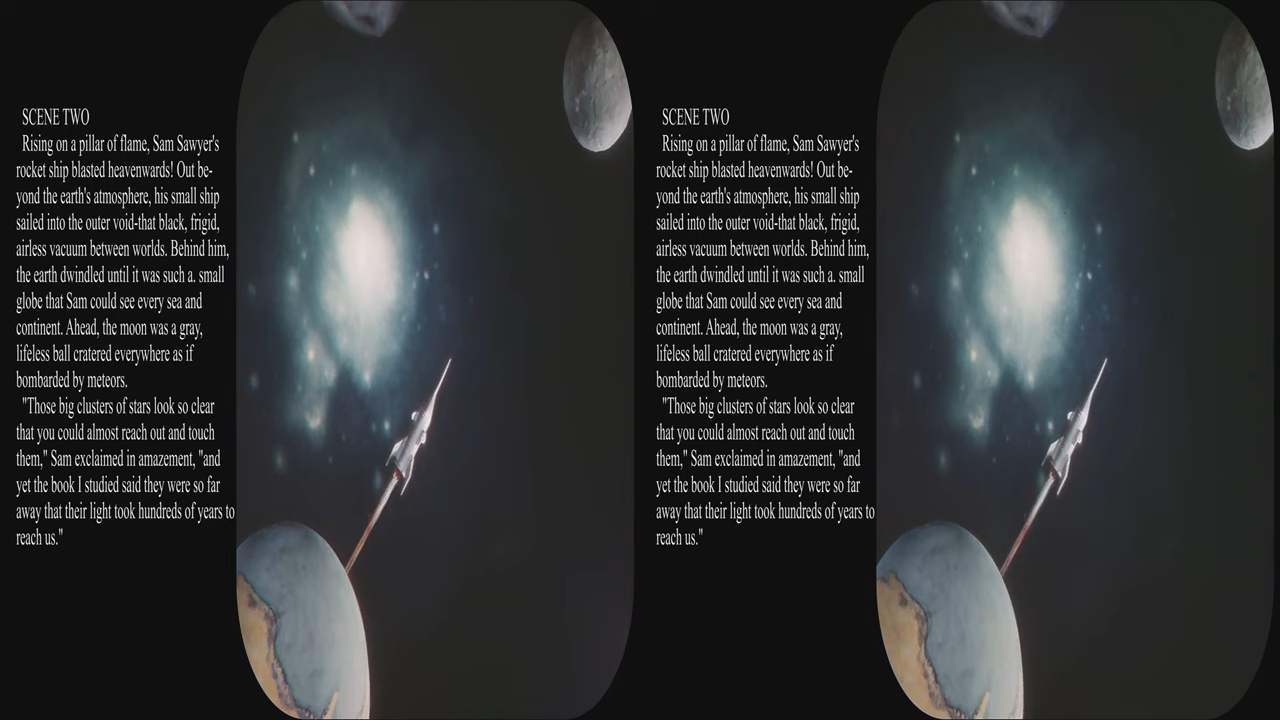 SCENE TWO
Rising on a pillar of flame, Sam Sawyer's
rocket ship blasted heavenwards! Out be-
yond the earth's atmosphere, his small ship
sailed into the outer void-that black, frigid,
airless vacuum between worlds. Behind him,
the earth dwindled until it was such a. small
globe that Sam could see every sea and
continent. Ahead, the moon was a gray,
lifeless ball cratered everywhere as if
bombarded by meteors.
"Those big clusters of stars look so clear
that you could almost reach out and touch
them," Sam exclaimed in amazement, "and
yet the book I studied said they were so far
away that their light took hundreds of years to
reach us."
SCENE TWO
Rising on a pillar of flame, Sam Sawyer's
rocket ship blasted heavenwards! Out be-
yond the earth's atmosphere, his small ship
sailed into the outer void-that black, frigid,
airless vacuum between worlds. Behind him,
the earth dwindled until it was such a. small
globe that Sam could see every sea and
continent. Ahead, the moon was a gray,
lifeless ball cratered everywhere as if
bombarded by meteors.
"Those big clusters of stars look so clear
that you could almost reach out and touch
them," Sam exclaimed in amazement, "and
yet the book I studied said they were so far
away that their light took hundreds of years to
reach us."